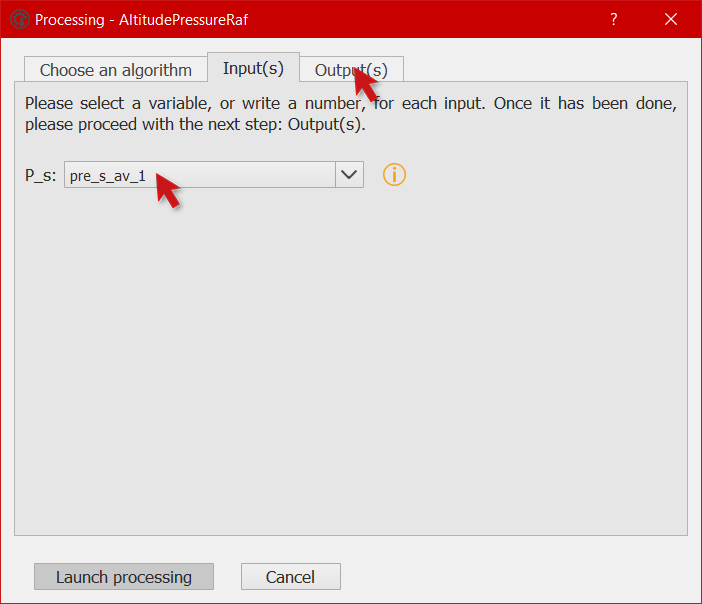 Processing - AltitudePressureRaf ?
Choose an algorithm Input(s) Output(s)
Please select a variable, or write a number, for each input. Once it has been done,
please proceed with the next step: Output(s).
P_s: pre_s_av_1
Launch processing Cancel